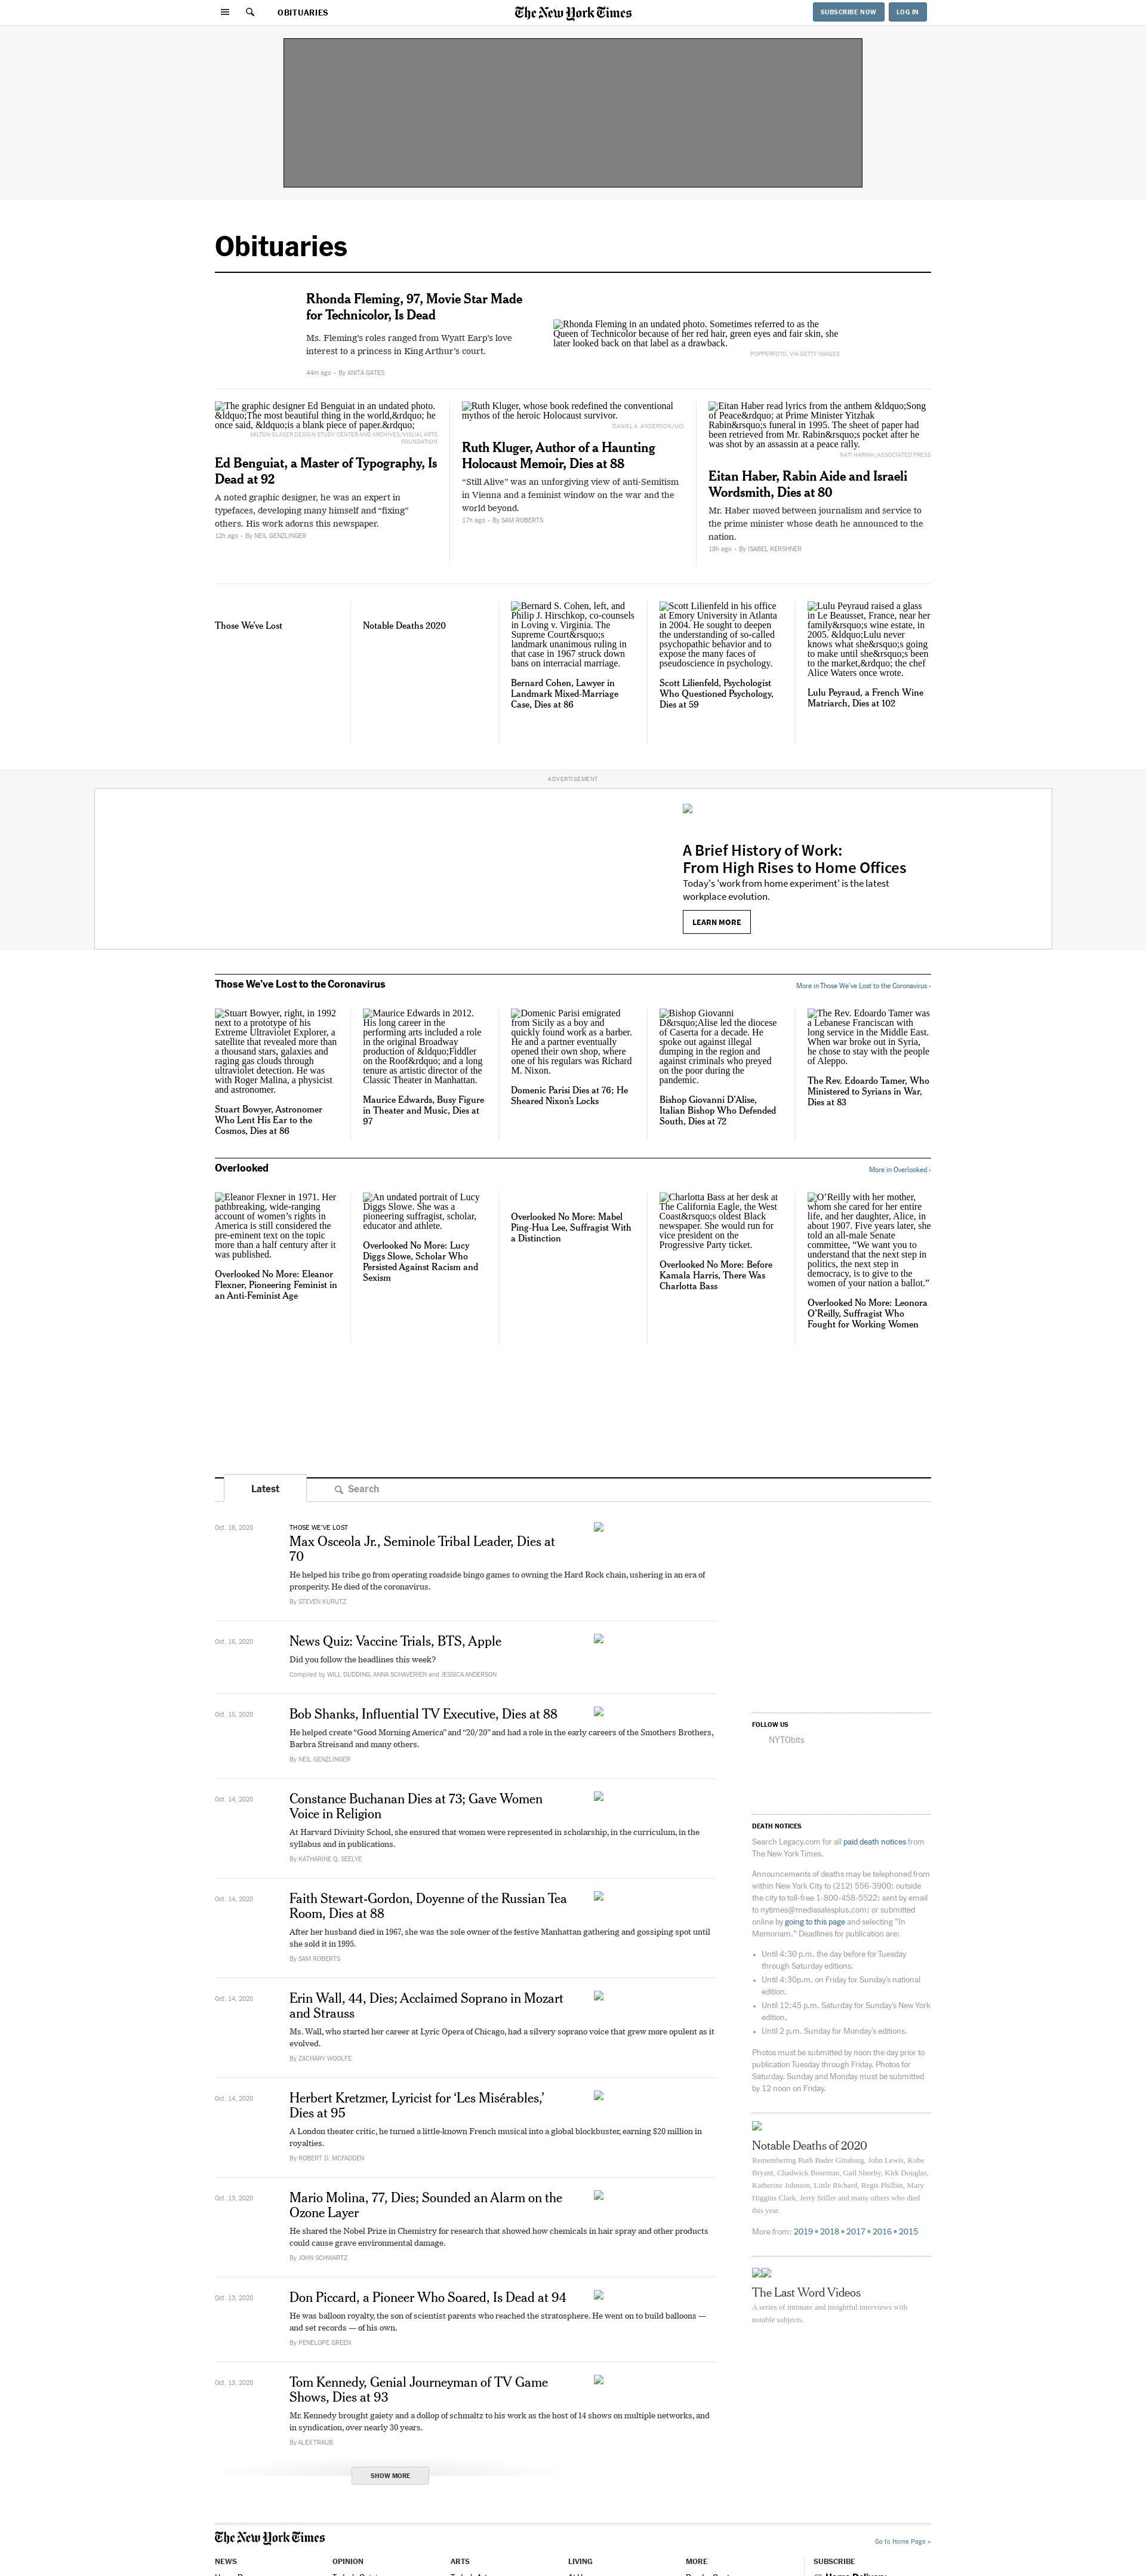 OBITUARIES
The New York Times
SUBSCRIBE NOW
LOG IN
Obituaries
Rhonda Fleming, 97, Movie Star Made
for Technicolor, Is Dead
Ms. Fleming's roles ranged from Wyatt Earp's love
interest to a princess in King Arthur's court.
44m ago • By ANITA GATES
Rhonda Fleming in an undated photo. Sometimes referred to as the
Queen of Technicolor because of her red hair, green eyes and fair skin, she
later looked back on that label as a drawback.
POPPERFOTO, VIA GETTY IMAGES
The graphic designer Ed Benguiat in an undated photo.
&ldquo;The most beautiful thing in the world,&rdquo; he
once said, &ldquo;is a blank piece of paper.&rdquo;
MILTON GLASER DESIGN STUDY CENTER AND ARCHIVES/VISUAL ARTS
FOUNDATION
Ed Benguiat, a Master of Typography, Is
Dead at 92
A noted graphic designer, he was an expert in
typefaces, developing many himself and “fixing”
others. His work adorns this newspaper.
12h ago • By NEIL GENZLINGER
Ruth Kluger, whose book redefined the conventional
mythos of the heroic Holocaust survivor.
DANIEL A. ANDERSON/UCI
Ruth Kluger, Author of a Haunting
Holocaust Memoir, Dies at 88
“Still Alive” was an unforgiving view of anti-Semitism
in Vienna and a feminist window on the war and the
world beyond.
17h ago • By SAM ROBERTS
Eitan Haber read lyrics from the anthem &ldquo;Song
of Peace&rdquo; at Prime Minister Yitzhak
Rabin&rsquo;s funeral in 1995. The sheet of paper had
been retrieved from Mr. Rabin&rsquo;s pocket after he
was shot by an assassin at a peace rally.
NATI HARNIK/ASSOCIATED PRESS
Eitan Haber, Rabin Aide and Israeli
Wordsmith, Dies at 80
Mr. Haber moved between journalism and service to
the prime minister whose death he announced to the
nation.
18h ago • By ISABEL KERSHNER
Those We've Lost
Notable Deaths 2020
Bernard S. Cohen, left, and
Philip J. Hirschkop, co-counsels
in Loving v. Virginia. The
Supreme Court&rsquo;s
landmark unanimous ruling in
that case in 1967 struck down
bans on interracial marriage.
Bernard Cohen, Lawyer in
Landmark Mixed-Marriage
Case, Dies at 86
Scott Lilienfeld in his office
at Emory University in Atlanta
in 2004. He sought to deepen
the understanding of so-called
psychopathic behavior and to
expose the many faces of
pseudoscience in psychology.
Scott Lilienfeld, Psychologist
Who Questioned Psychology,
Dies at 59
Lulu Peyraud raised a glass
in Le Beausset, France, near her
family&rsquo;s wine estate, in
2005. &ldquo;Lulu never
knows what she&rsquo;s going
to make until she&rsquo;s been
to the market,&rdquo; the chef
Alice Waters once wrote.
Lulu Peyraud, a French Wine
Matriarch, Dies at 102
ADVERTISEMENT
A Brief History of Work:
From High Rises to Home Offices
Today's 'work from home experiment' is the latest
workplace evolution.
LEARN MORE
Those We've Lost to the Coronavirus
More in Those We've Lost to the Coronavirus ›
Stuart Bowyer, right, in 1992
next to a prototype of his
Extreme Ultraviolet Explorer, a
satellite that revealed more than
a thousand stars, galaxies and
raging gas clouds through
ultraviolet detection. He was
with Roger Malina, a physicist
and astronomer.
Stuart Bowyer, Astronomer
Who Lent His Ear to the
Cosmos, Dies at 86
Maurice Edwards in 2012.
His long career in the
performing arts included a role
in the original Broadway
production of &ldquo;Fiddler
on the Roof&rdquo; and a long
tenure as artistic director of the
Classic Theater in Manhattan.
Maurice Edwards, Busy Figure
in Theater and Music, Dies at
97
Domenic Parisi emigrated
from Sicily as a boy and
quickly found work as a barber.
He and a partner eventually
opened their own shop, where
one of his regulars was Richard
M. Nixon.
Domenic Parisi Dies at 76; He
Sheared Nixon's Locks
Bishop Giovanni
D&rsquo;Alise led the diocese
of Caserta for a decade. He
spoke out against illegal
dumping in the region and
against criminals who preyed
on the poor during the
pandemic.
Bishop Giovanni D'Alise,
Italian Bishop Who Defended
South, Dies at 72
The Rev. Edoardo Tamer was
a Lebanese Franciscan with
long service in the Middle East.
When war broke out in Syria,
he chose to stay with the people
of Aleppo.
The Rev. Edoardo Tamer, Who
Ministered to Syrians in War,
Dies at 83
Overlooked
More in Overlooked ›
Eleanor Flexner in 1971. Her
pathbreaking, wide-ranging
account of women's rights in
America is still considered the
pre-eminent text on the topic
more than a half century after it
was published.
Overlooked No More: Eleanor
Flexner, Pioneering Feminist in
an Anti-Feminist Age
An undated portrait of Lucy
Diggs Slowe. She was a
pioneering suffragist, scholar,
educator and athlete.
Overlooked No More: Lucy
Diggs Slowe, Scholar Who
Persisted Against Racism and
Sexism
Overlooked No More: Mabel
Ping-Hua Lee, Suffragist With
a Distinction
Charlotta Bass at her desk at
The California Eagle, the West
Coast&rsquo;s oldest Black
newspaper. She would run for
vice president on the
Progressive Party ticket.
Overlooked No More: Before
Kamala Harris, There Was
Charlotta Bass
O'Reilly with her mother,
whom she cared for her entire
life, and her daughter, Alice, in
about 1907. Five years later, she
told an all-male Senate
committee, “We want you to
understand that the next step in
politics, the next step in
democracy, is to give to the
women of your nation a ballot.”
Overlooked No More: Leonora
O'Reilly, Suffragist Who
Fought for Working Women
Latest
Search
Oct. 16, 2020
THOSE WE'VE LOST
Max Osceola Jr., Seminole Tribal Leader, Dies at
70
He helped his tribe go from operating roadside bingo games to owning the Hard Rock chain, ushering in an era of
prosperity. He died of the coronavirus.
By STEVEN KURUTZ
Oct. 16, 2020
News Quiz: Vaccine Trials, BTS, Apple
Did you follow the headlines this week?
Compiled by WILL DUDDING, ANNA SCHAVERIEN and JESSICA ANDERSON
Oct. 15, 2020
Bob Shanks, Influential TV Executive, Dies at 88
He helped create “Good Morning America” and “20/20” and had a role in the early careers of the Smothers Brothers,
Barbra Streisand and many others.
By NEIL GENZLINGER
Oct. 14, 2020
Constance Buchanan Dies at 73; Gave Women
Voice in Religion
At Harvard Divinity School, she ensured that women were represented in scholarship, in the curriculum, in the
syllabus and in publications.
By KATHARINE Q. SEELYE
Oct. 14, 2020
Faith Stewart-Gordon, Doyenne of the Russian Tea
Room, Dies at 88
After her husband died in 1967, she was the sole owner of the festive Manhattan gathering and gossiping spot until
she sold it in 1995.
By SAM ROBERTS
Oct. 14, 2020
Erin Wall, 44, Dies; Acclaimed Soprano in Mozart
and Strauss
Ms. Wall, who started her career at Lyric Opera of Chicago, had a silvery soprano voice that grew more opulent as it
evolved.
By ZACHARY WOOLFE
Oct. 14, 2020
Herbert Kretzmer, Lyricist for ‘Les Misérables,’
Dies at 95
A London theater critic, he turned a little-known French musical into a global blockbuster, earning $20 million in
royalties.
By ROBERT D. MCFADDEN
Oct. 13, 2020
Mario Molina, 77, Dies; Sounded an Alarm on the
Ozone Layer
He shared the Nobel Prize in Chemistry for research that showed how chemicals in hair spray and other products
could cause grave environmental damage.
By JOHN SCHWARTZ
Oct. 13, 2020
Don Piccard, a Pioneer Who Soared, Is Dead at 94
He was balloon royalty, the son of scientist parents who reached the stratosphere. He went on to build balloons —
and set records — of his own.
By PENELOPE GREEN
Oct. 13, 2020
Tom Kennedy, Genial Journeyman of TV Game
Shows, Dies at 93
Mr. Kennedy brought gaiety and a dollop of schmaltz to his work as the host of 14 shows on multiple networks, and
in syndication, over nearly 30 years.
By ALEX TRAUB
SHOW MORE
FOLLOW US
NYTObits
DEATH NOTICES
Search Legacy.com for all paid death notices from
The New York Times.
Announcements of deaths may be telephoned from
within New York City to (212) 556-3900; outside
the city to toll-free 1-800-458-5522; sent by email
to nytimes@mediasalesplus.com; or submitted
online by going to this page and selecting "In
Memoriam." Deadlines for publication are:
• Until 4:30 p.m. the day before for Tuesday
through Saturday editions.
• Until 4:30p.m. on Friday for Sunday's national
edition.
• Until 12:45 p.m. Saturday for Sunday's New York
edition.
• Until 2 p.m. Sunday for Monday's editions.
Photos must be submitted by noon the day prior to
publication Tuesday through Friday. Photos for
Saturday, Sunday and Monday must be submitted
by 12 noon on Friday.
Notable Deaths of 2020
Remembering Ruth Bader Ginsburg, John Lewis, Kobe
Bryant, Chadwick Boseman, Gail Sheehy, Kirk Douglas,
Katherine Johnson, Little Richard, Regis Philbin, Mary
Higgins Clark, Jerry Stiller and many others who died
this year.
More from: 2019 • 2018 • 2017 • 2016 • 2015
The Last Word Videos
A series of intimate and insightful interviews with
notable subjects.
The New York Times
Go to Home Page »
NEWS
OPINION
ARTS
LIVING
MORE
SUBSCRIBE